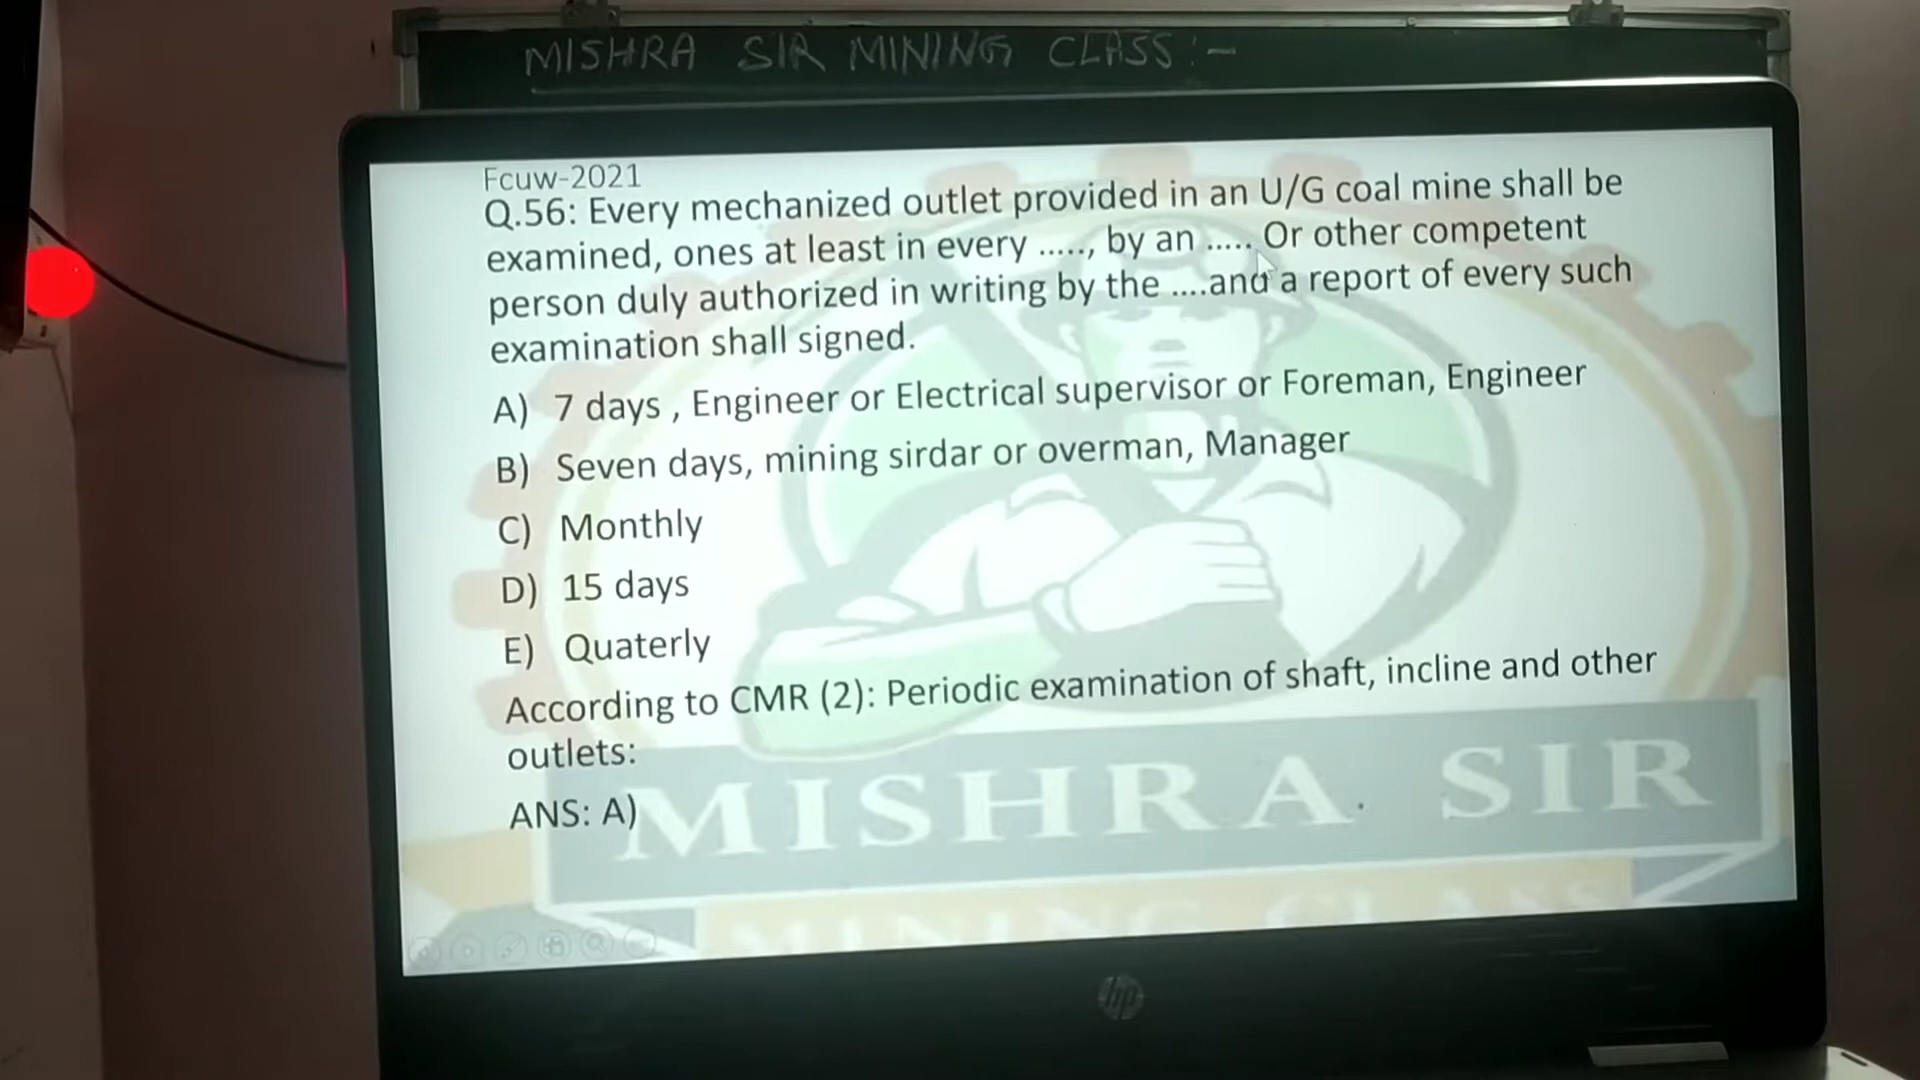 MISHRA SIR MINING CLASS:-
Fcuw-2021
Q.56: Every mechanized outlet provided in an U/G coal mine shall be
examined, ones at least in every ....., by an ..... Or other competent
person duly authorized in writing by the ....and a report of every such
examination shall signed.
A) 7 days , Engineer or Electrical supervisor or Foreman, Engineer
B) Seven days, mining sirdar or overman, Manager
C) Monthly
D) 15 days
E) Quaterly
According to CMR (2): Periodic examination of shaft, incline and other
outlets:
ANS: A)
MISHRA SIR
MINING CLASS
hp